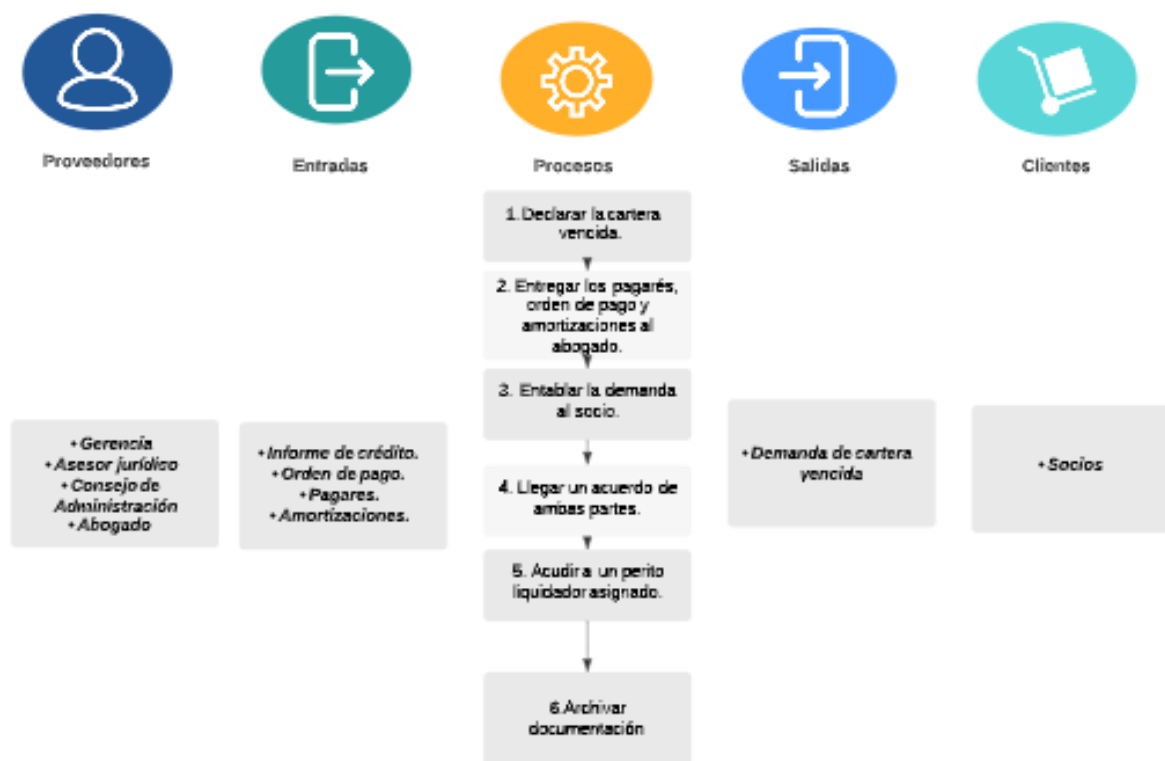 Proveedores
Entradas
Procesos
Salidas
Clientes
1. Declarar la cartera
vencida.
2. Entregar los pagarés,
orden de pago y
amortizaciones al
abogado.
3. Entablar la demanda
al socio.
4. Llegar un acuerdo de
ambas partes.
5. Acudir a un perito
liquidador asignado.
6.Archivar
documentación
• Gerencia
• Asesor jurídico
• Consejo de
Administración
• Abogado
• Informe de crédito.
• Orden de pago.
• Pagares.
• Amortizaciones.
• Demanda de cartera
vencida
• Socios